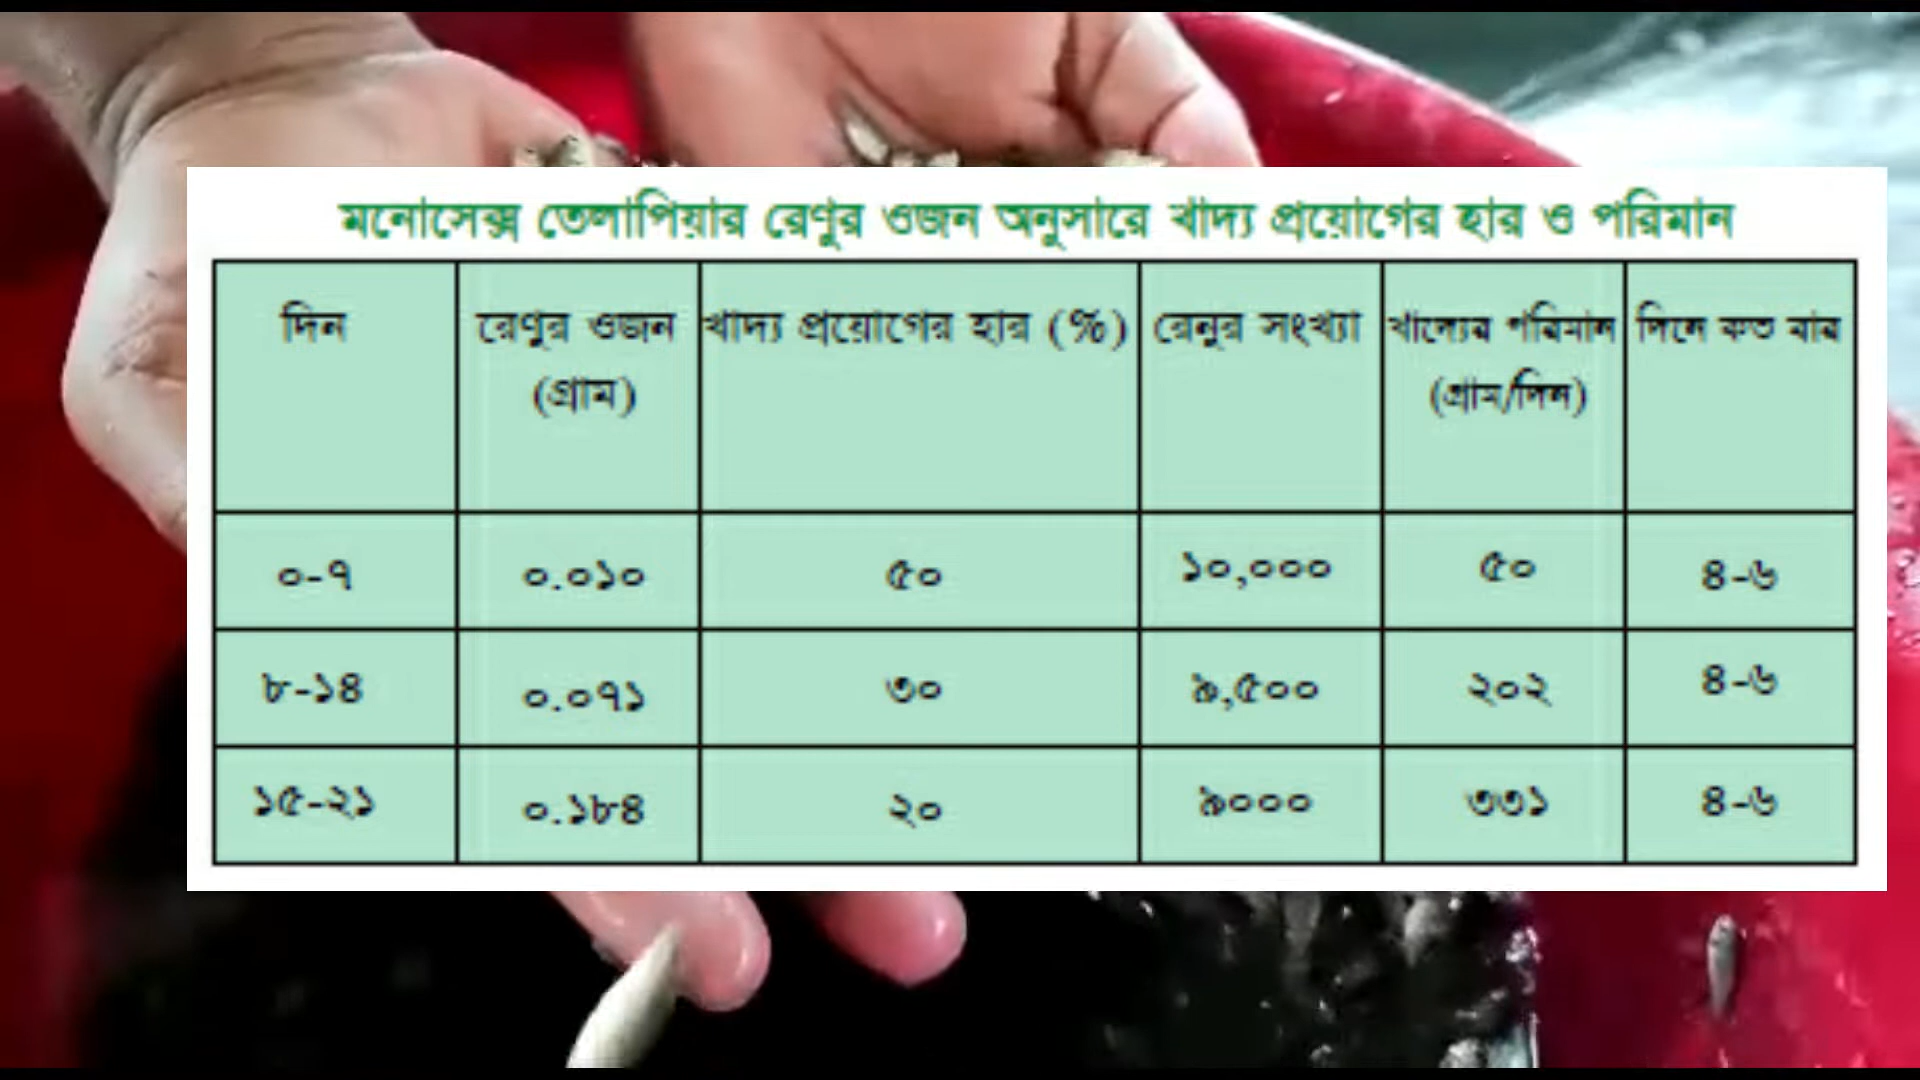 মনোসেক্স তেলাপিয়ার রেণুর ওজন অনুসারে খাদ্য প্রয়োগের হার ও পরিমান
দিন রেণুর ওজন (গ্রাম) খাদ্য প্রয়োগের হার (%) রেনুর সংখ্যা খাদ্যের পরিমান (গ্রাম/দিন) দিনে কত বার
০-৭ ০.০১০ ৫০ ১০,০০০ ৫০ ৪-৬
৮-১৪ ০.০৭১ ৩০ ৯,৫০০ ২০২ ৪-৬
১৫-২১ ০.১৮৪ ২০ ৯০০০ ৩৩১ ৪-৬